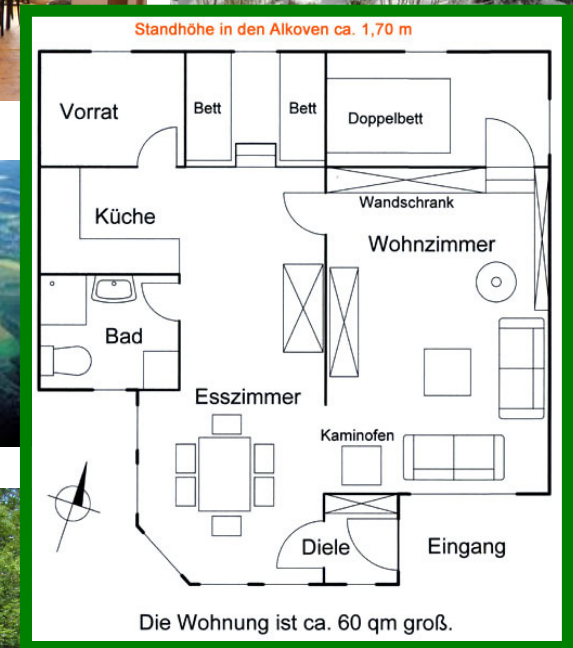 Standhöhe in den Alkoven ca. 1,70 m
Vorrat
Bett
Bett
Doppelbett
Küche
Wandschrank
Wohnzimmer
Bad
Esszimmer
Kaminofen
Diele
Eingang
Die Wohnung ist ca. 60 qm groß.